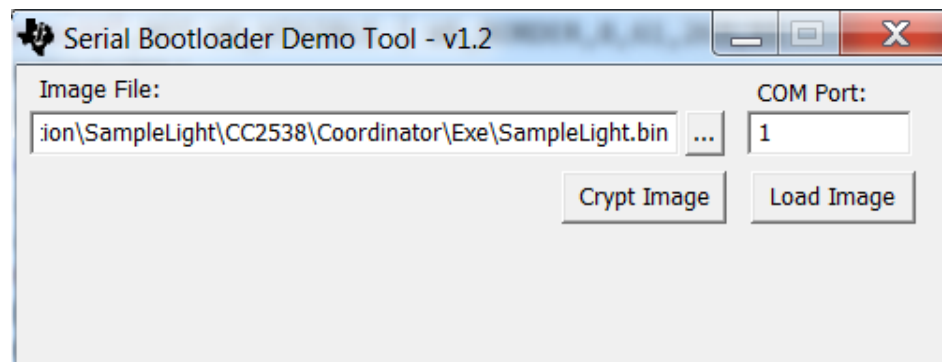 Serial Bootloader Demo Tool - v1.2
Image File:
COM Port:
:ion\SampleLight\CC2538\Coordinator\Exe\SampleLight.bin
...
1
Crypt Image
Load Image